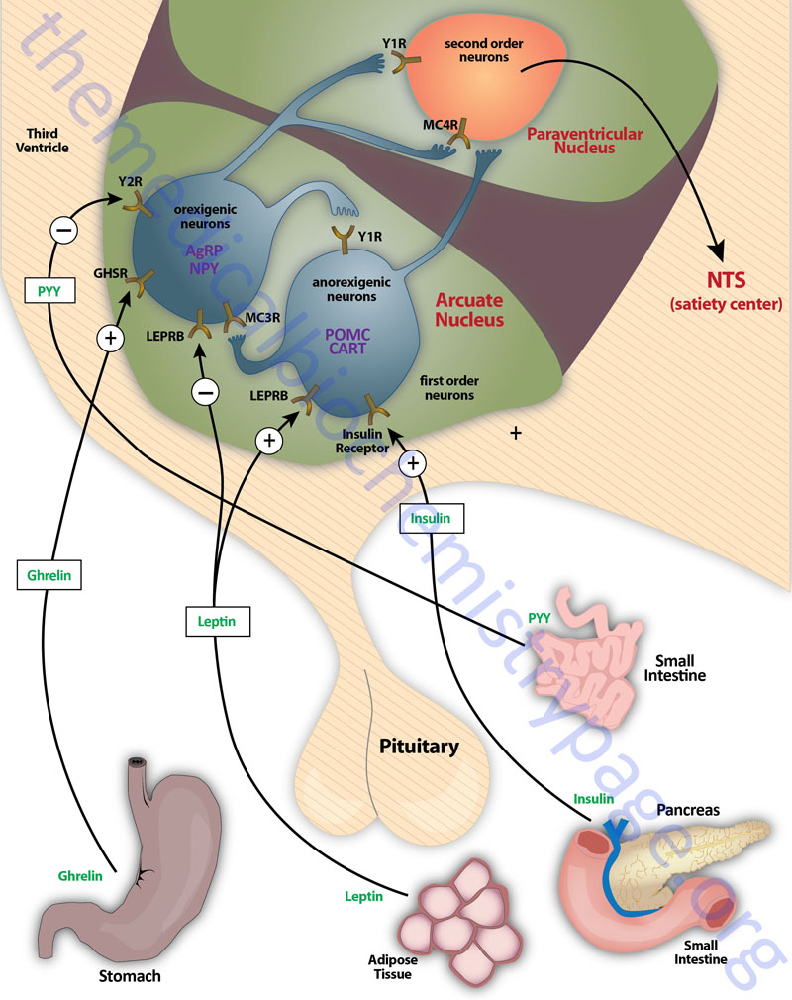 Y1R
second order
neurons
MC4R
Paraventricular
Nucleus
Third
Ventricle
Y2R
orexigenic
neurons
AgRP
NPY
Y1R
GHSR
anorexigenic
neurons
NTS
(satiety center)
PYY
Arcuate
Nucleus
MC3R
LEPRB
POMC
CART
+
−
−
first order
neurons
LEPRB
Insulin
Receptor
+
+
+
Insulin
Ghrelin
Leptin
PYY
Small
Intestine
Pituitary
Insulin
Pancreas
Ghrelin
Leptin
Adipose
Tissue
Small
Intestine
Stomach
themedicalbiochemistrypage.org